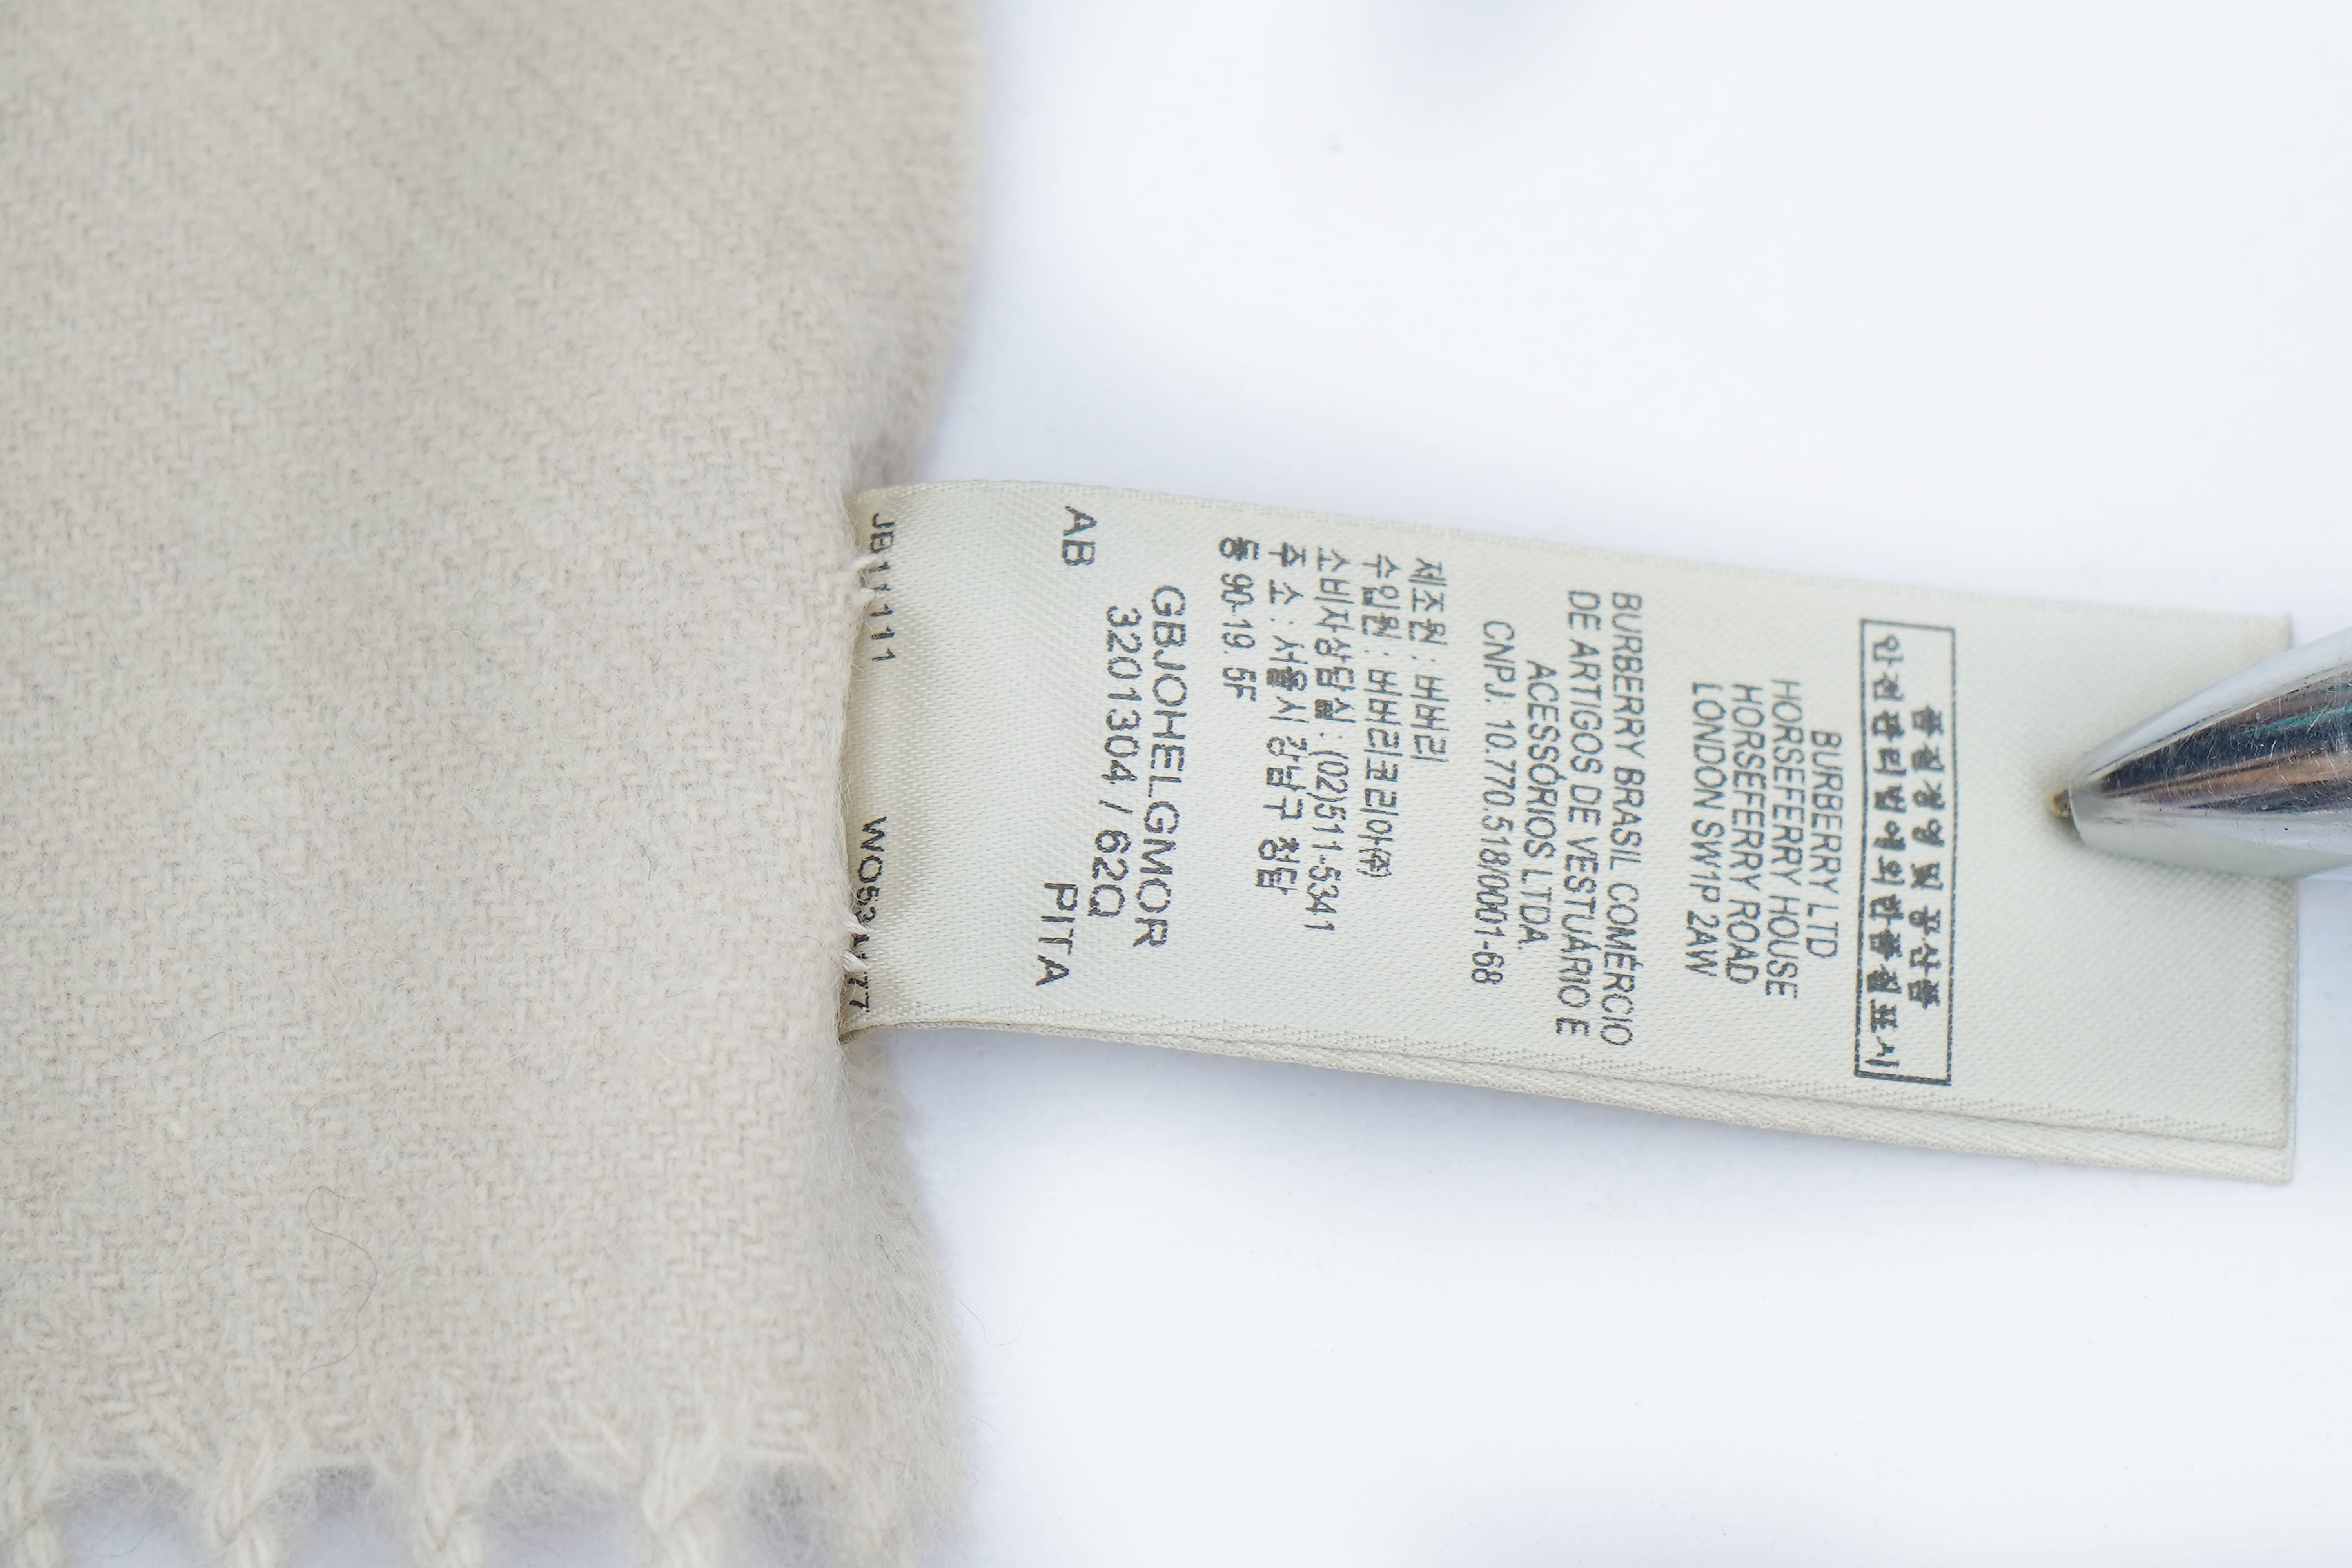 품질경영 및 공산품
안전관리법에 의한 품질표시
BURBERRY LTD
HORSEFERRY HOUSE
HORSEFERRY ROAD
LONDON SW1P 2AW
BURBERRY BRASIL COMÉRCIO
DE ARTIGOS DE VESTUÁRIO E
ACESSÓRIOS LTDA.
CNPJ. 10.770.518/0001-68
제조원 : 버버리
수입원 : 버버리코리아㈜
소비자상담실 : (02)511-5341
주 소 : 서울시 강남구 청담
동 90-19. 5F
GBJOHELGMOR
3201304 / 62Q
AB PITA